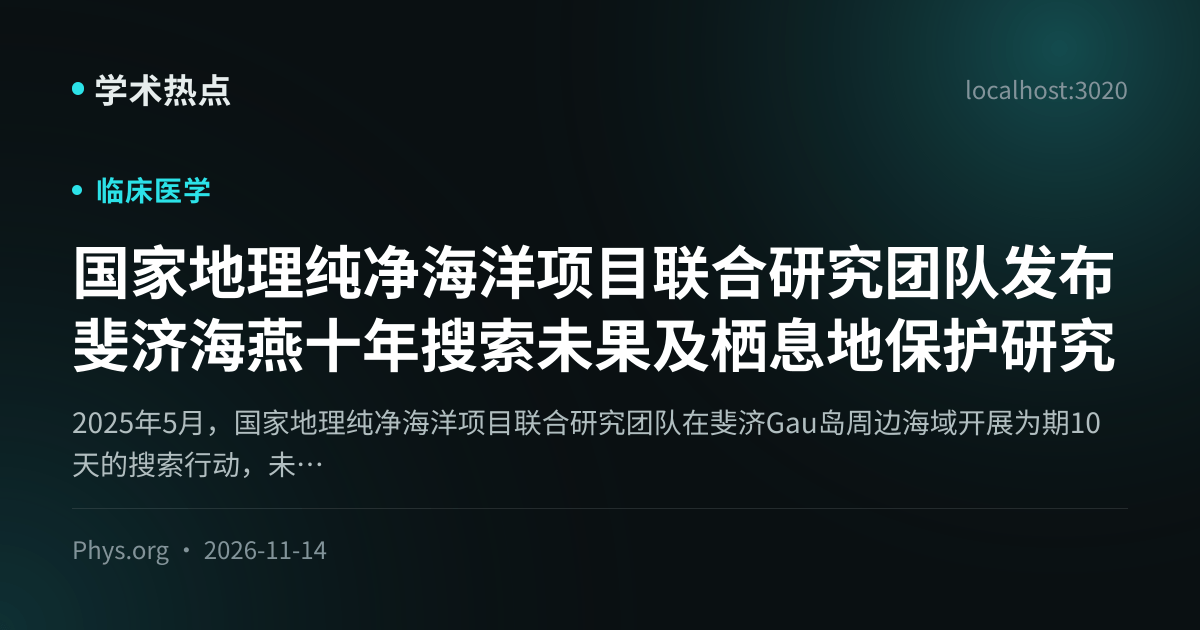 学术热点
localhost:3020
临床医学
国家地理纯净海洋项目联合研究团队发布
斐济海燕十年搜索未果及栖息地保护研究
2025年5月，国家地理纯净海洋项目联合研究团队在斐济Gau岛周边海域开展为期10
天的搜索行动，未…
Phys.org • 2026-11-14